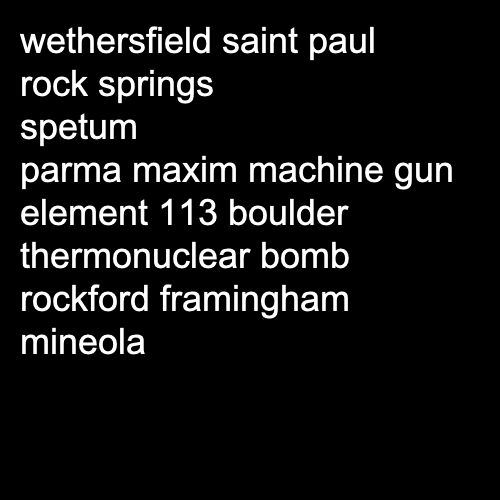 wethersfield saint paul
rock springs
spetum
parma maxim machine gun
element 113 boulder
thermonuclear bomb
rockford framingham
mineola